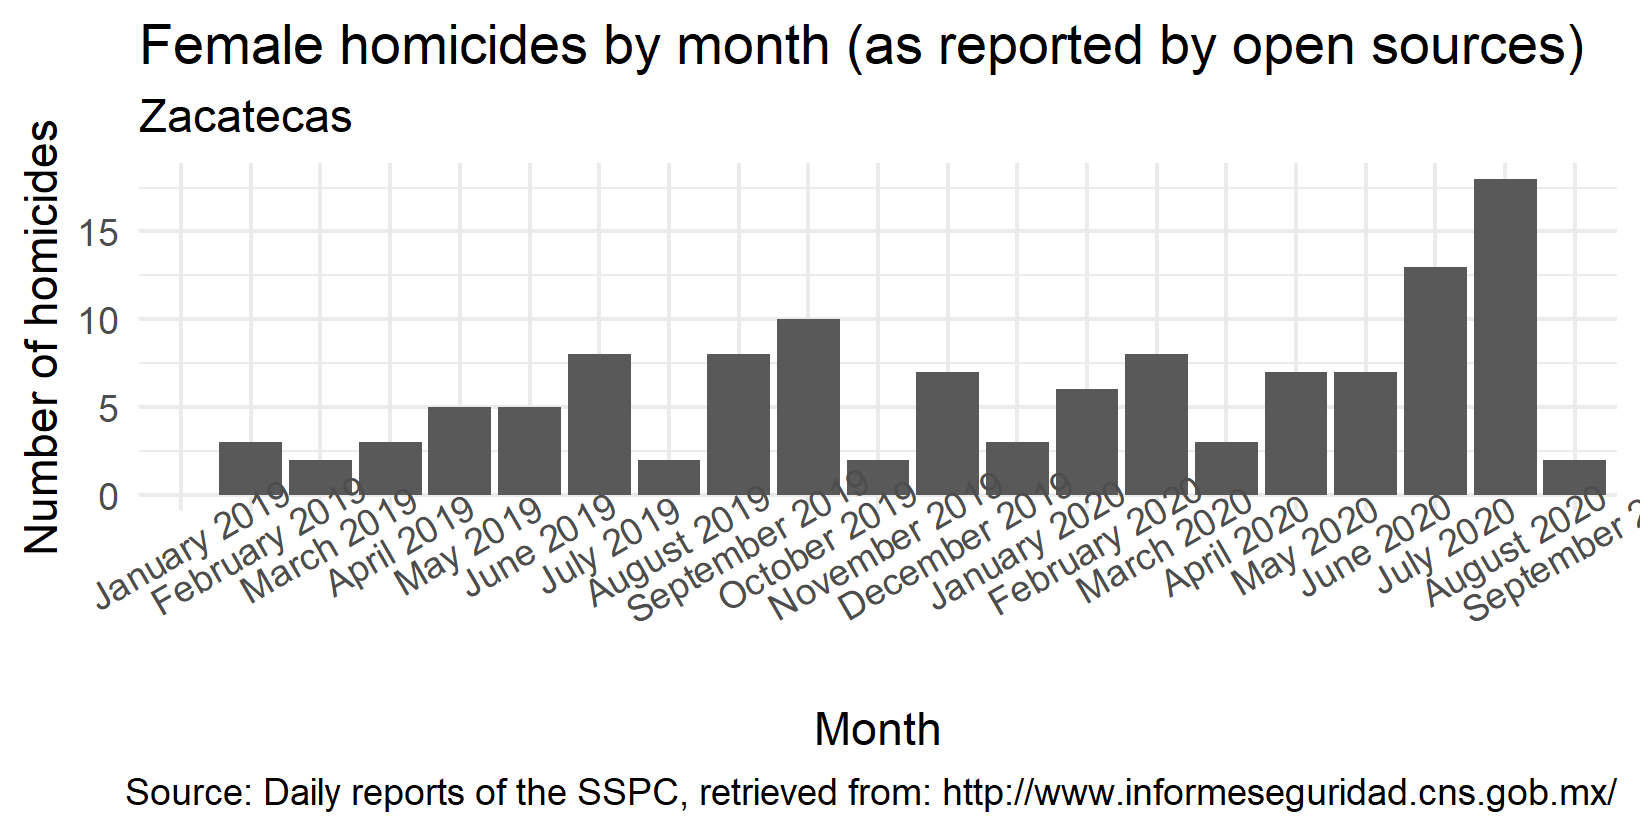 Female homicides by month (as reported by open sources)
Zacatecas
Number of homicides
15
10
5
0
January 2019
February 2019
March 2019
April 2019
May 2019
June 2019
July 2019
August 2019
September 2019
October 2019
November 2019
December 2019
January 2020
February 2020
March 2020
April 2020
May 2020
June 2020
July 2020
August 2020
September 2
Month
Source: Daily reports of the SSPC, retrieved from: http://www.informeseguridad.cns.gob.mx/